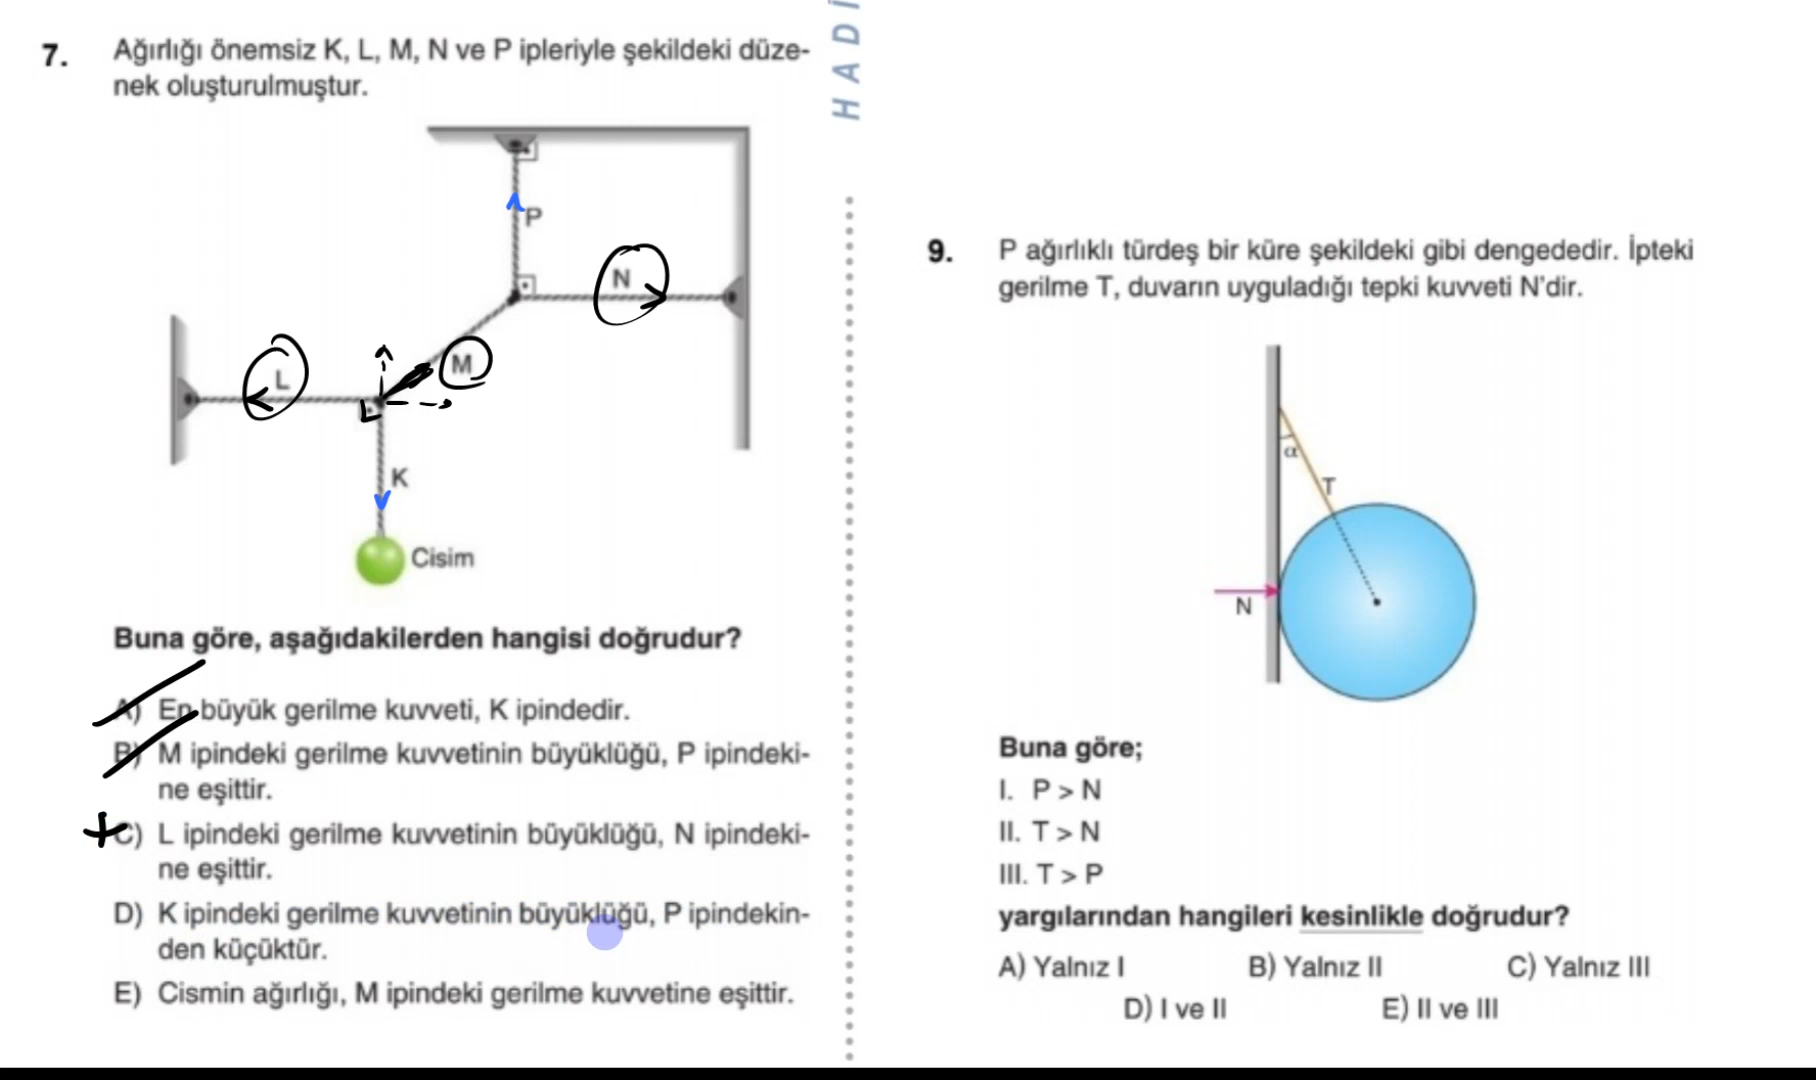 HADİ
7. Ağırlığı önemsiz K, L, M, N ve P ipleriyle şekildeki düze-
nek oluşturulmuştur.
P
N
L
M
K
Cisim
Buna göre, aşağıdakilerden hangisi doğrudur?
A) En büyük gerilme kuvveti, K ipindedir.
B) M ipindeki gerilme kuvvetinin büyüklüğü, P ipindeki-
ne eşittir.
C) L ipindeki gerilme kuvvetinin büyüklüğü, N ipindeki-
ne eşittir.
D) K ipindeki gerilme kuvvetinin büyüklüğü, P ipindekin-
den küçüktür.
E) Cismin ağırlığı, M ipindeki gerilme kuvvetine eşittir.
9. P ağırlıklı türdeş bir küre şekildeki gibi dengededir. İpteki
gerilme T, duvarın uyguladığı tepki kuvveti N'dir.
α
T
N
Buna göre;
I. P > N
II. T > N
III. T > P
yargılarından hangileri kesinlikle doğrudur?
A) Yalnız I B) Yalnız II C) Yalnız III
D) I ve II E) II ve III